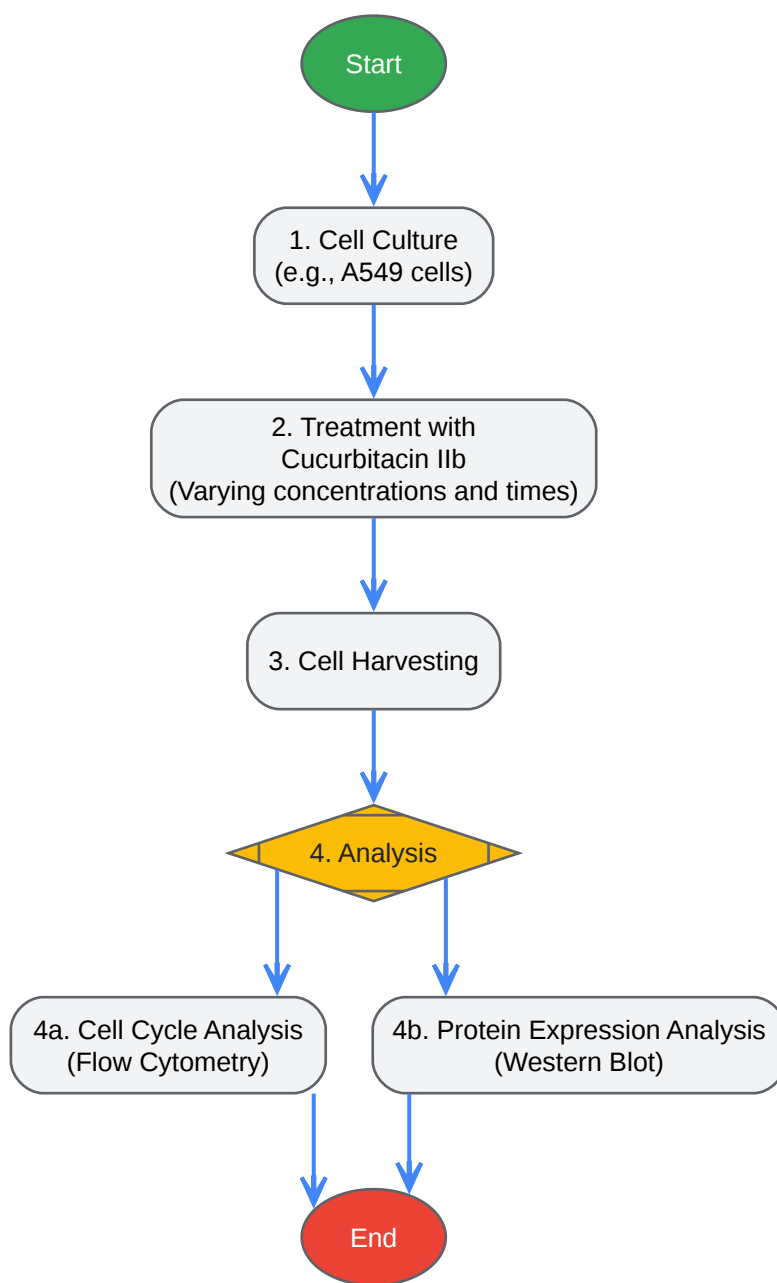 Start
1. Cell Culture
(e.g., A549 cells)
2. Treatment with
Cucurbitacin IIb
(Varying concentrations and times)
3. Cell Harvesting
4. Analysis
4a. Cell Cycle Analysis
(Flow Cytometry)
4b. Protein Expression Analysis
(Western Blot)
End